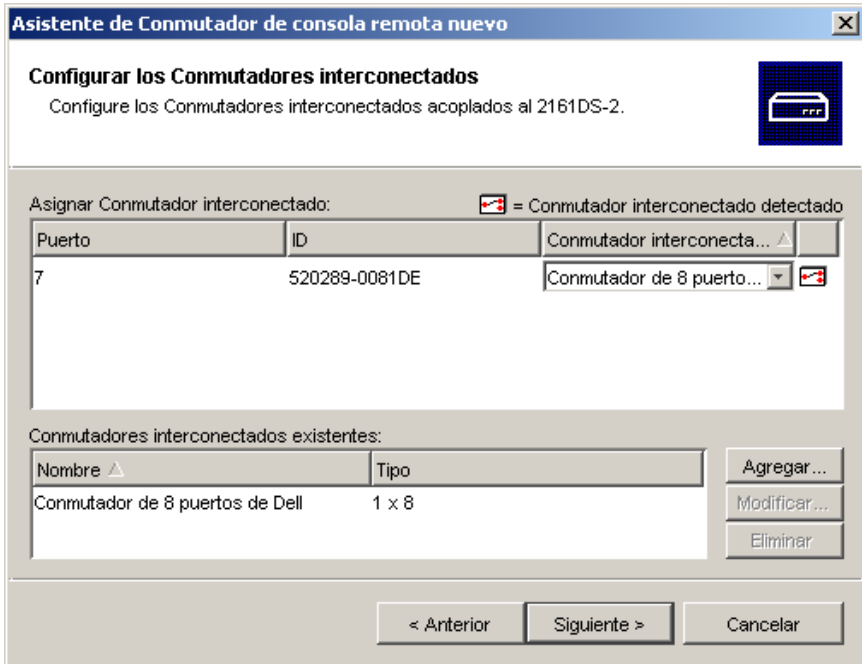 Asistente de Conmutador de consola remota nuevo
Configurar los Conmutadores interconectados
Configure los Conmutadores interconectados acoplados al 2161DS-2.
Asignar Conmutador interconectado:
= Conmutador interconectado detectado
Puerto ID Conmutador interconecta...
7 520289-0081DE Conmutador de 8 puerto...
Conmutadores interconectados existentes:
Nombre Tipo
Conmutador de 8 puertos de Dell 1 x 8
Agregar...
Modificar...
Eliminar
< Anterior Siguiente > Cancelar